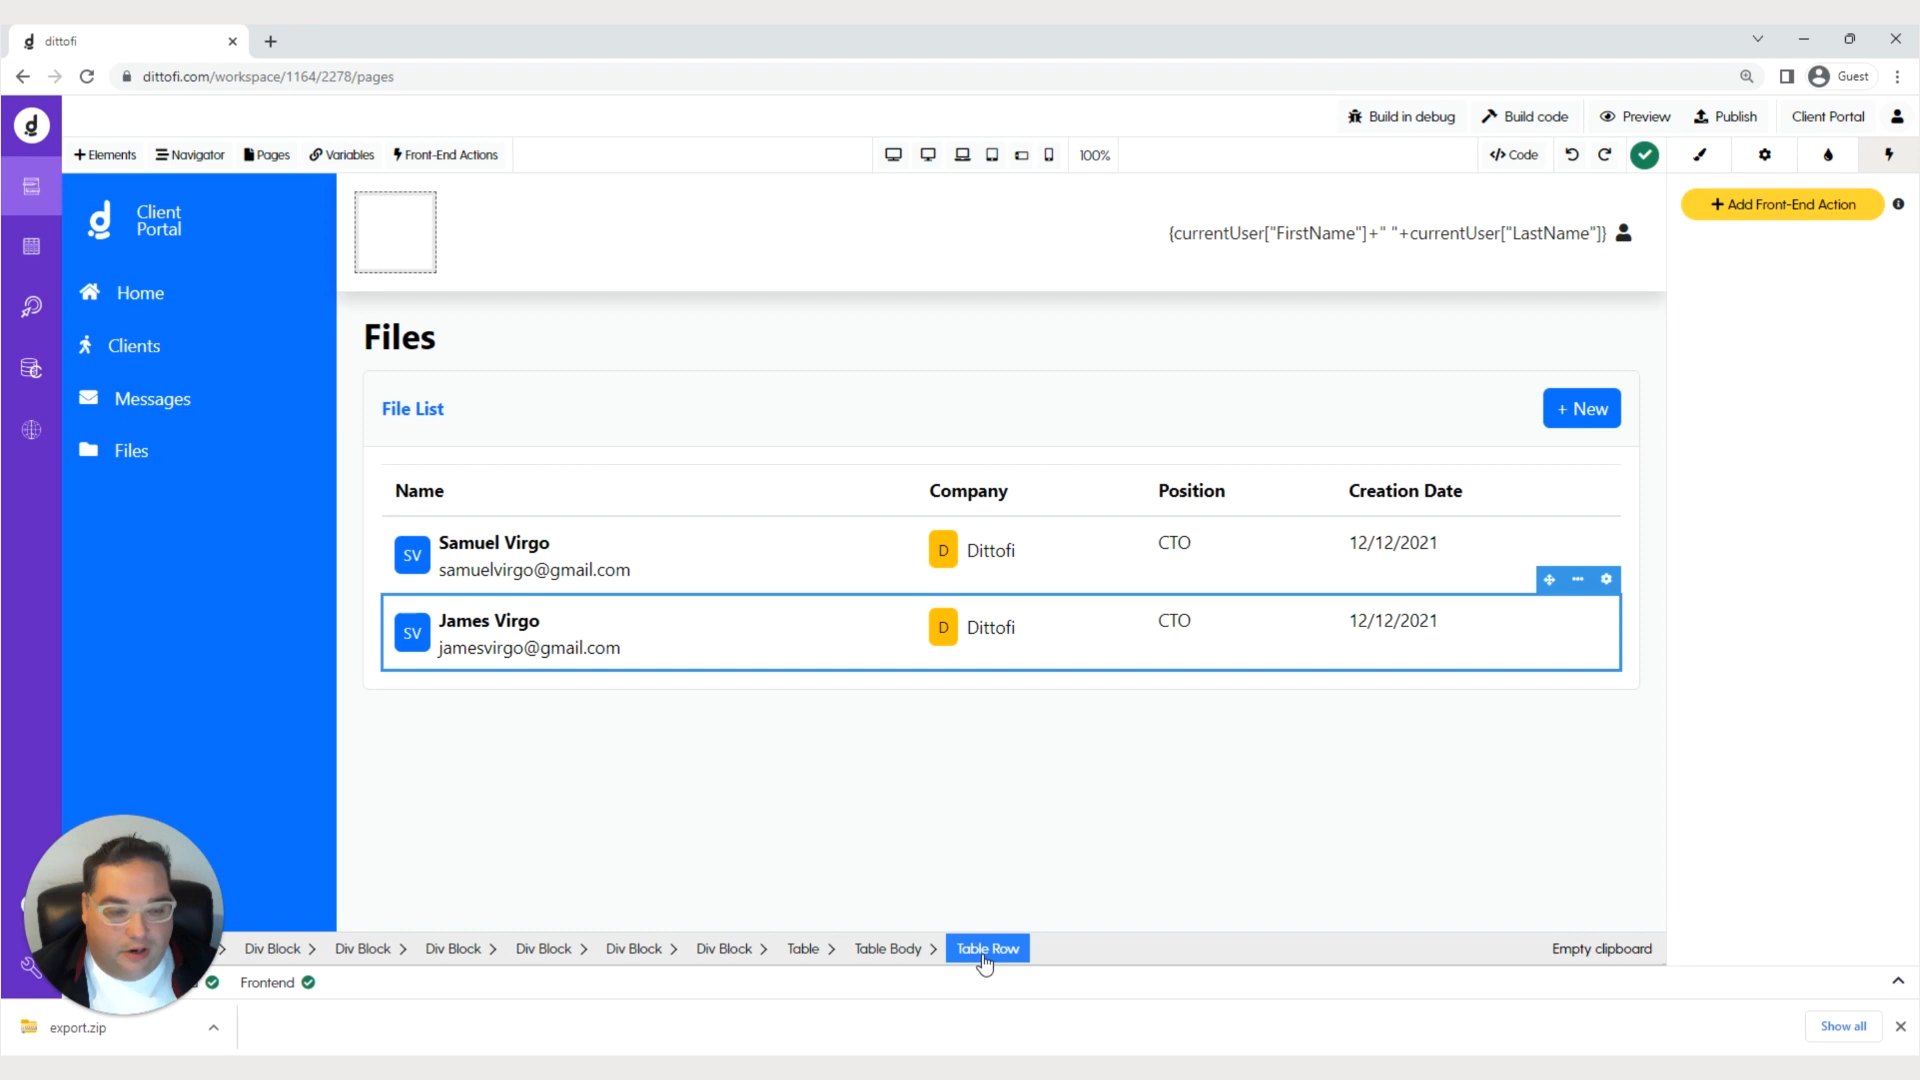 dittofi
dittofi.com/workspace/1164/2278/pages
Guest
Build in debug
Build code
Preview
Publish
Client Portal
Elements
Navigator
Pages
Variables
Front-End Actions
100%
</> Code
Client
Portal
{currentUser["FirstName"]+" "+currentUser["LastName"]}
+ Add Front-End Action
Home
Clients
Messages
Files
Files
File List
+ New
Name
Company
Position
Creation Date
SV
Samuel Virgo
samuelvirgo@gmail.com
D
Dittofi
CTO
12/12/2021
SV
James Virgo
jamesvirgo@gmail.com
D
Dittofi
CTO
12/12/2021
Div Block
Div Block
Div Block
Div Block
Div Block
Div Block
Table
Table Body
Table Row
Empty clipboard
Frontend
export.zip
Show all